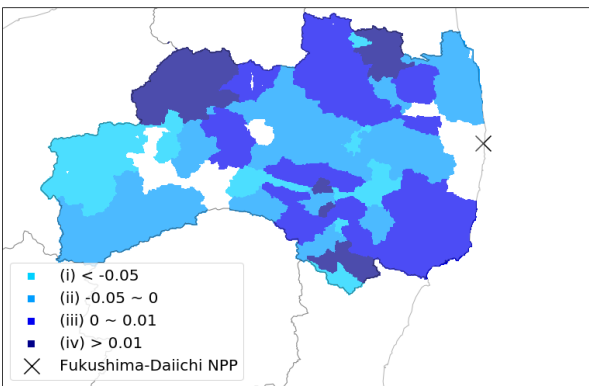 (i) < -0.05
(ii) -0.05 ~ 0
(iii) 0 ~ 0.01
(iv) > 0.01
Fukushima-Daiichi NPP